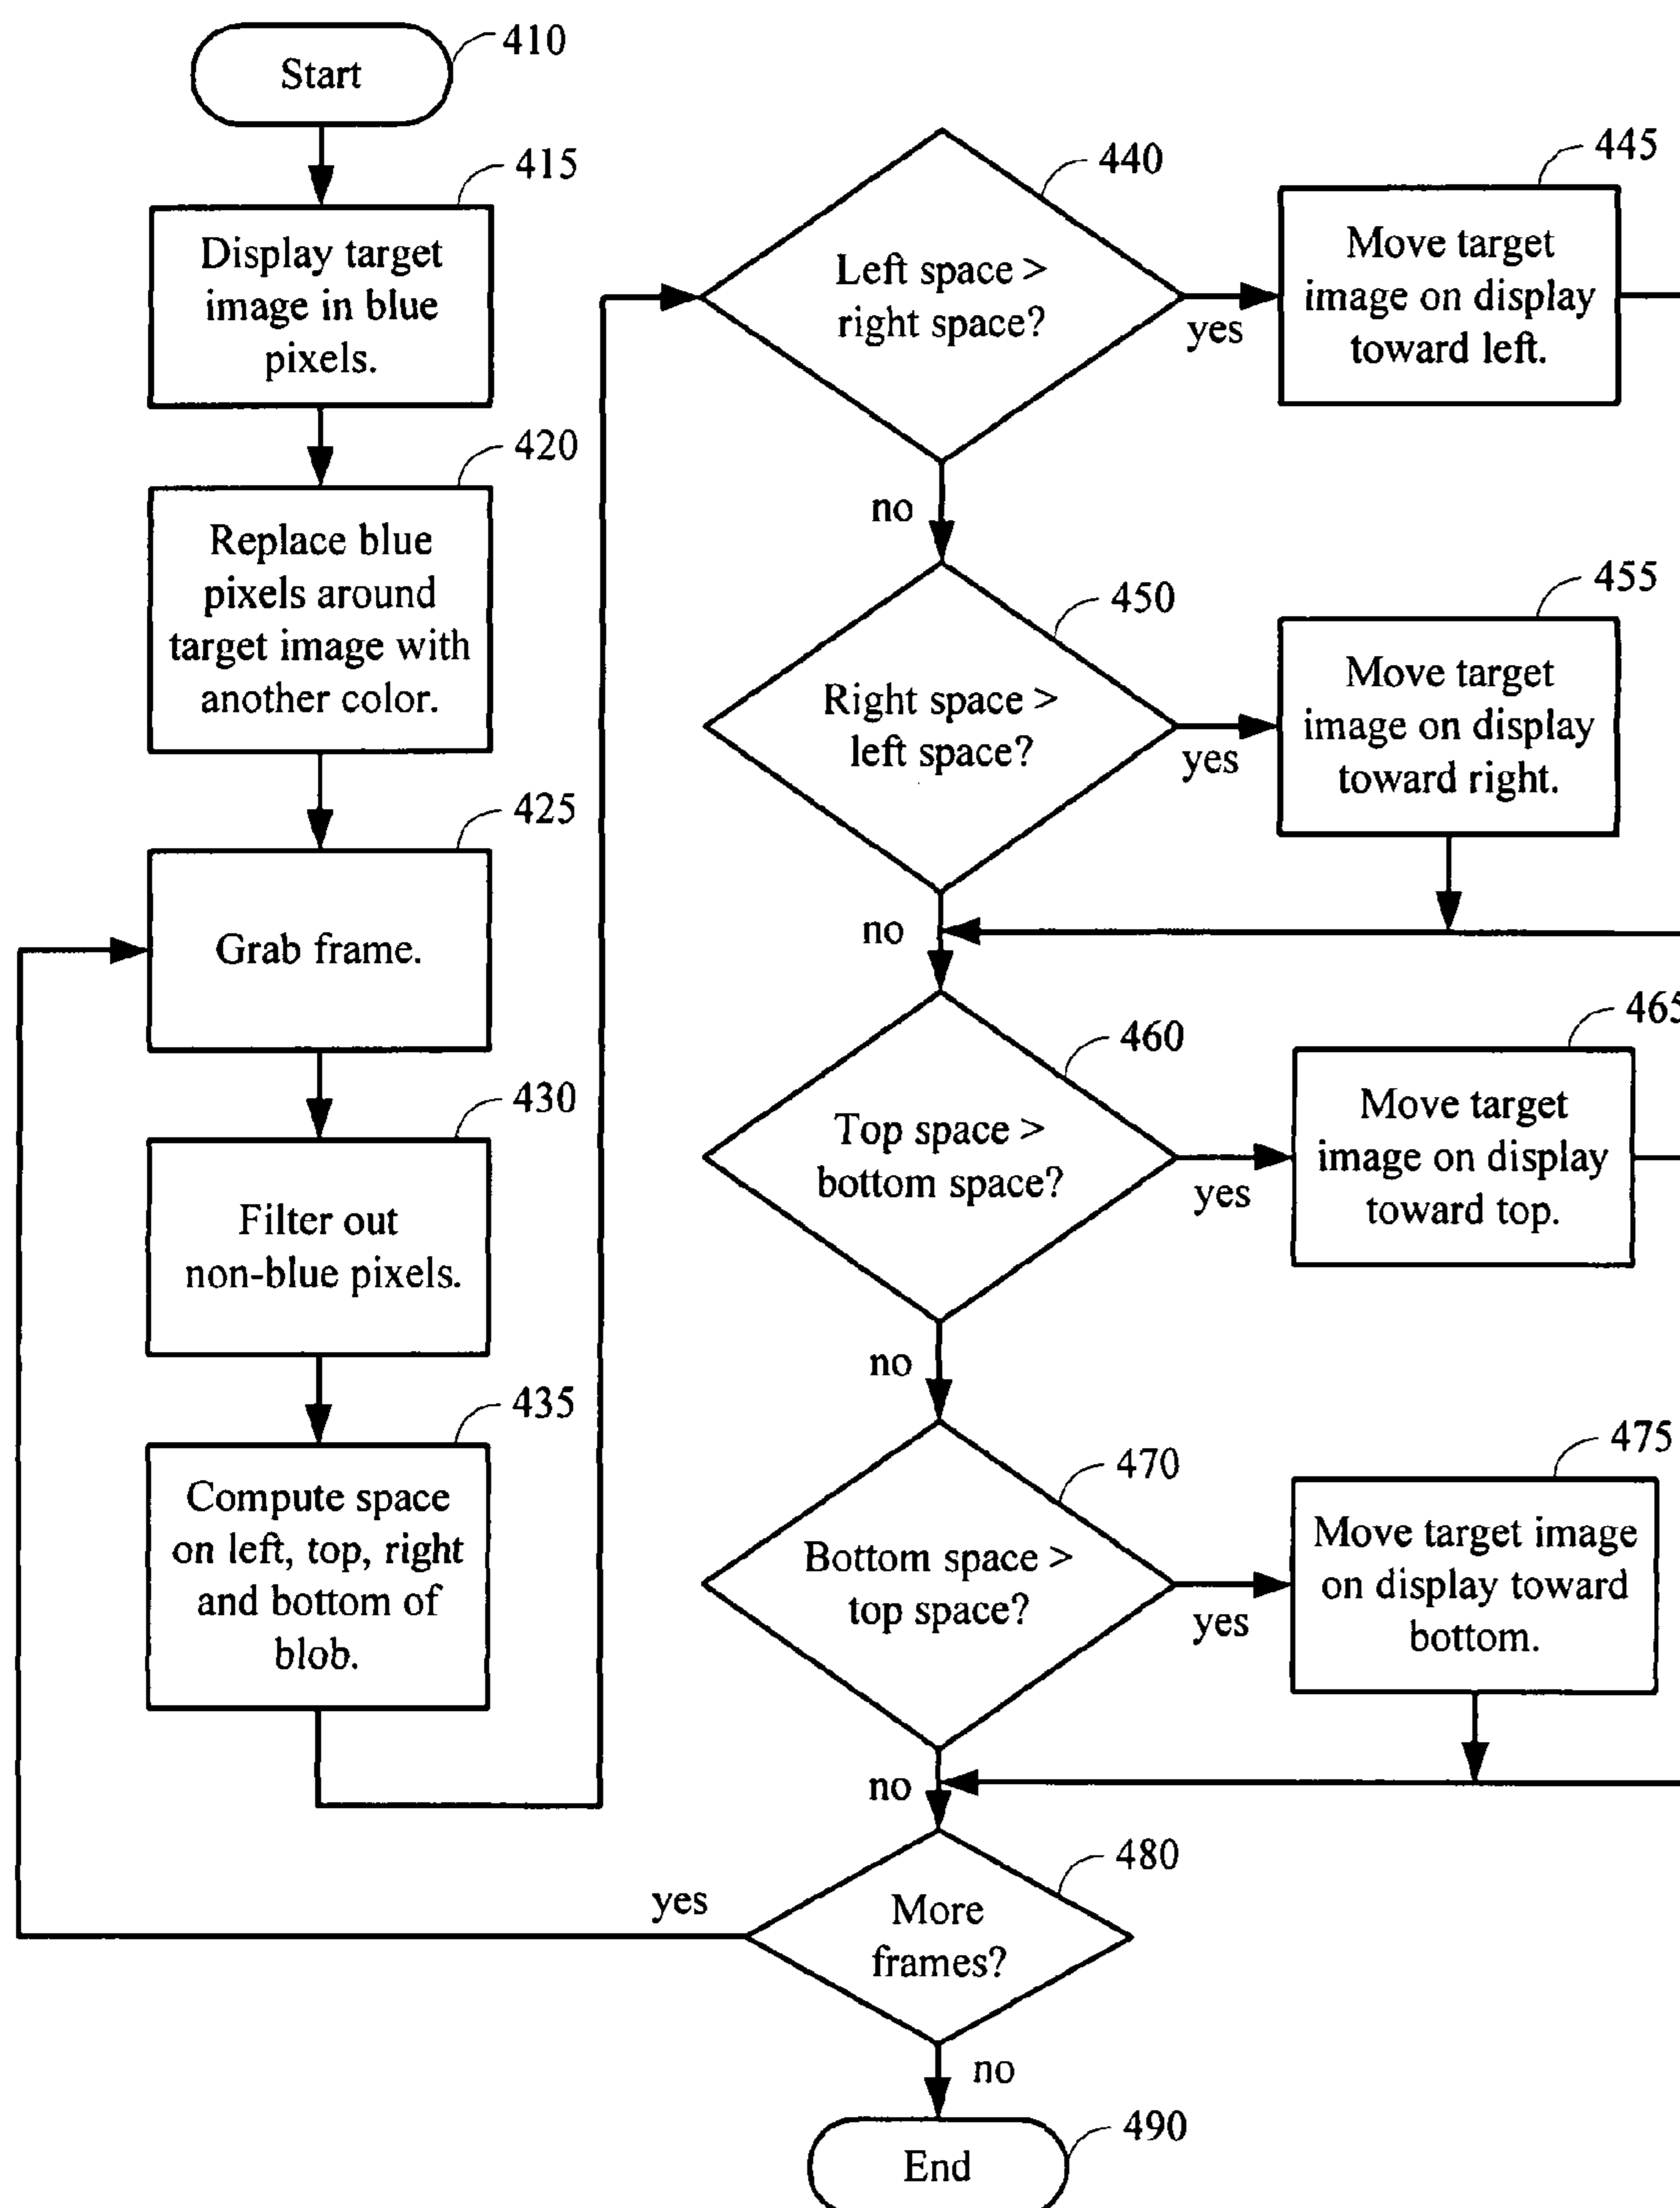 410
Start
415
Display target
image in blue
pixels.
420
Replace blue
pixels around
target image with
another color.
425
Grab frame.
430
Filter out
non-blue pixels.
435
Compute space
on left, top, right
and bottom of
blob.
440
Left space >
right space?
yes
no
445
Move target
image on display
toward left.
450
Right space >
left space?
yes
no
455
Move target
image on display
toward right.
460
Top space >
bottom space?
yes
no
465
Move target
image on display
toward top.
470
Bottom space >
top space?
yes
no
475
Move target image
on display toward
bottom.
480
More
frames?
yes
no
490
End